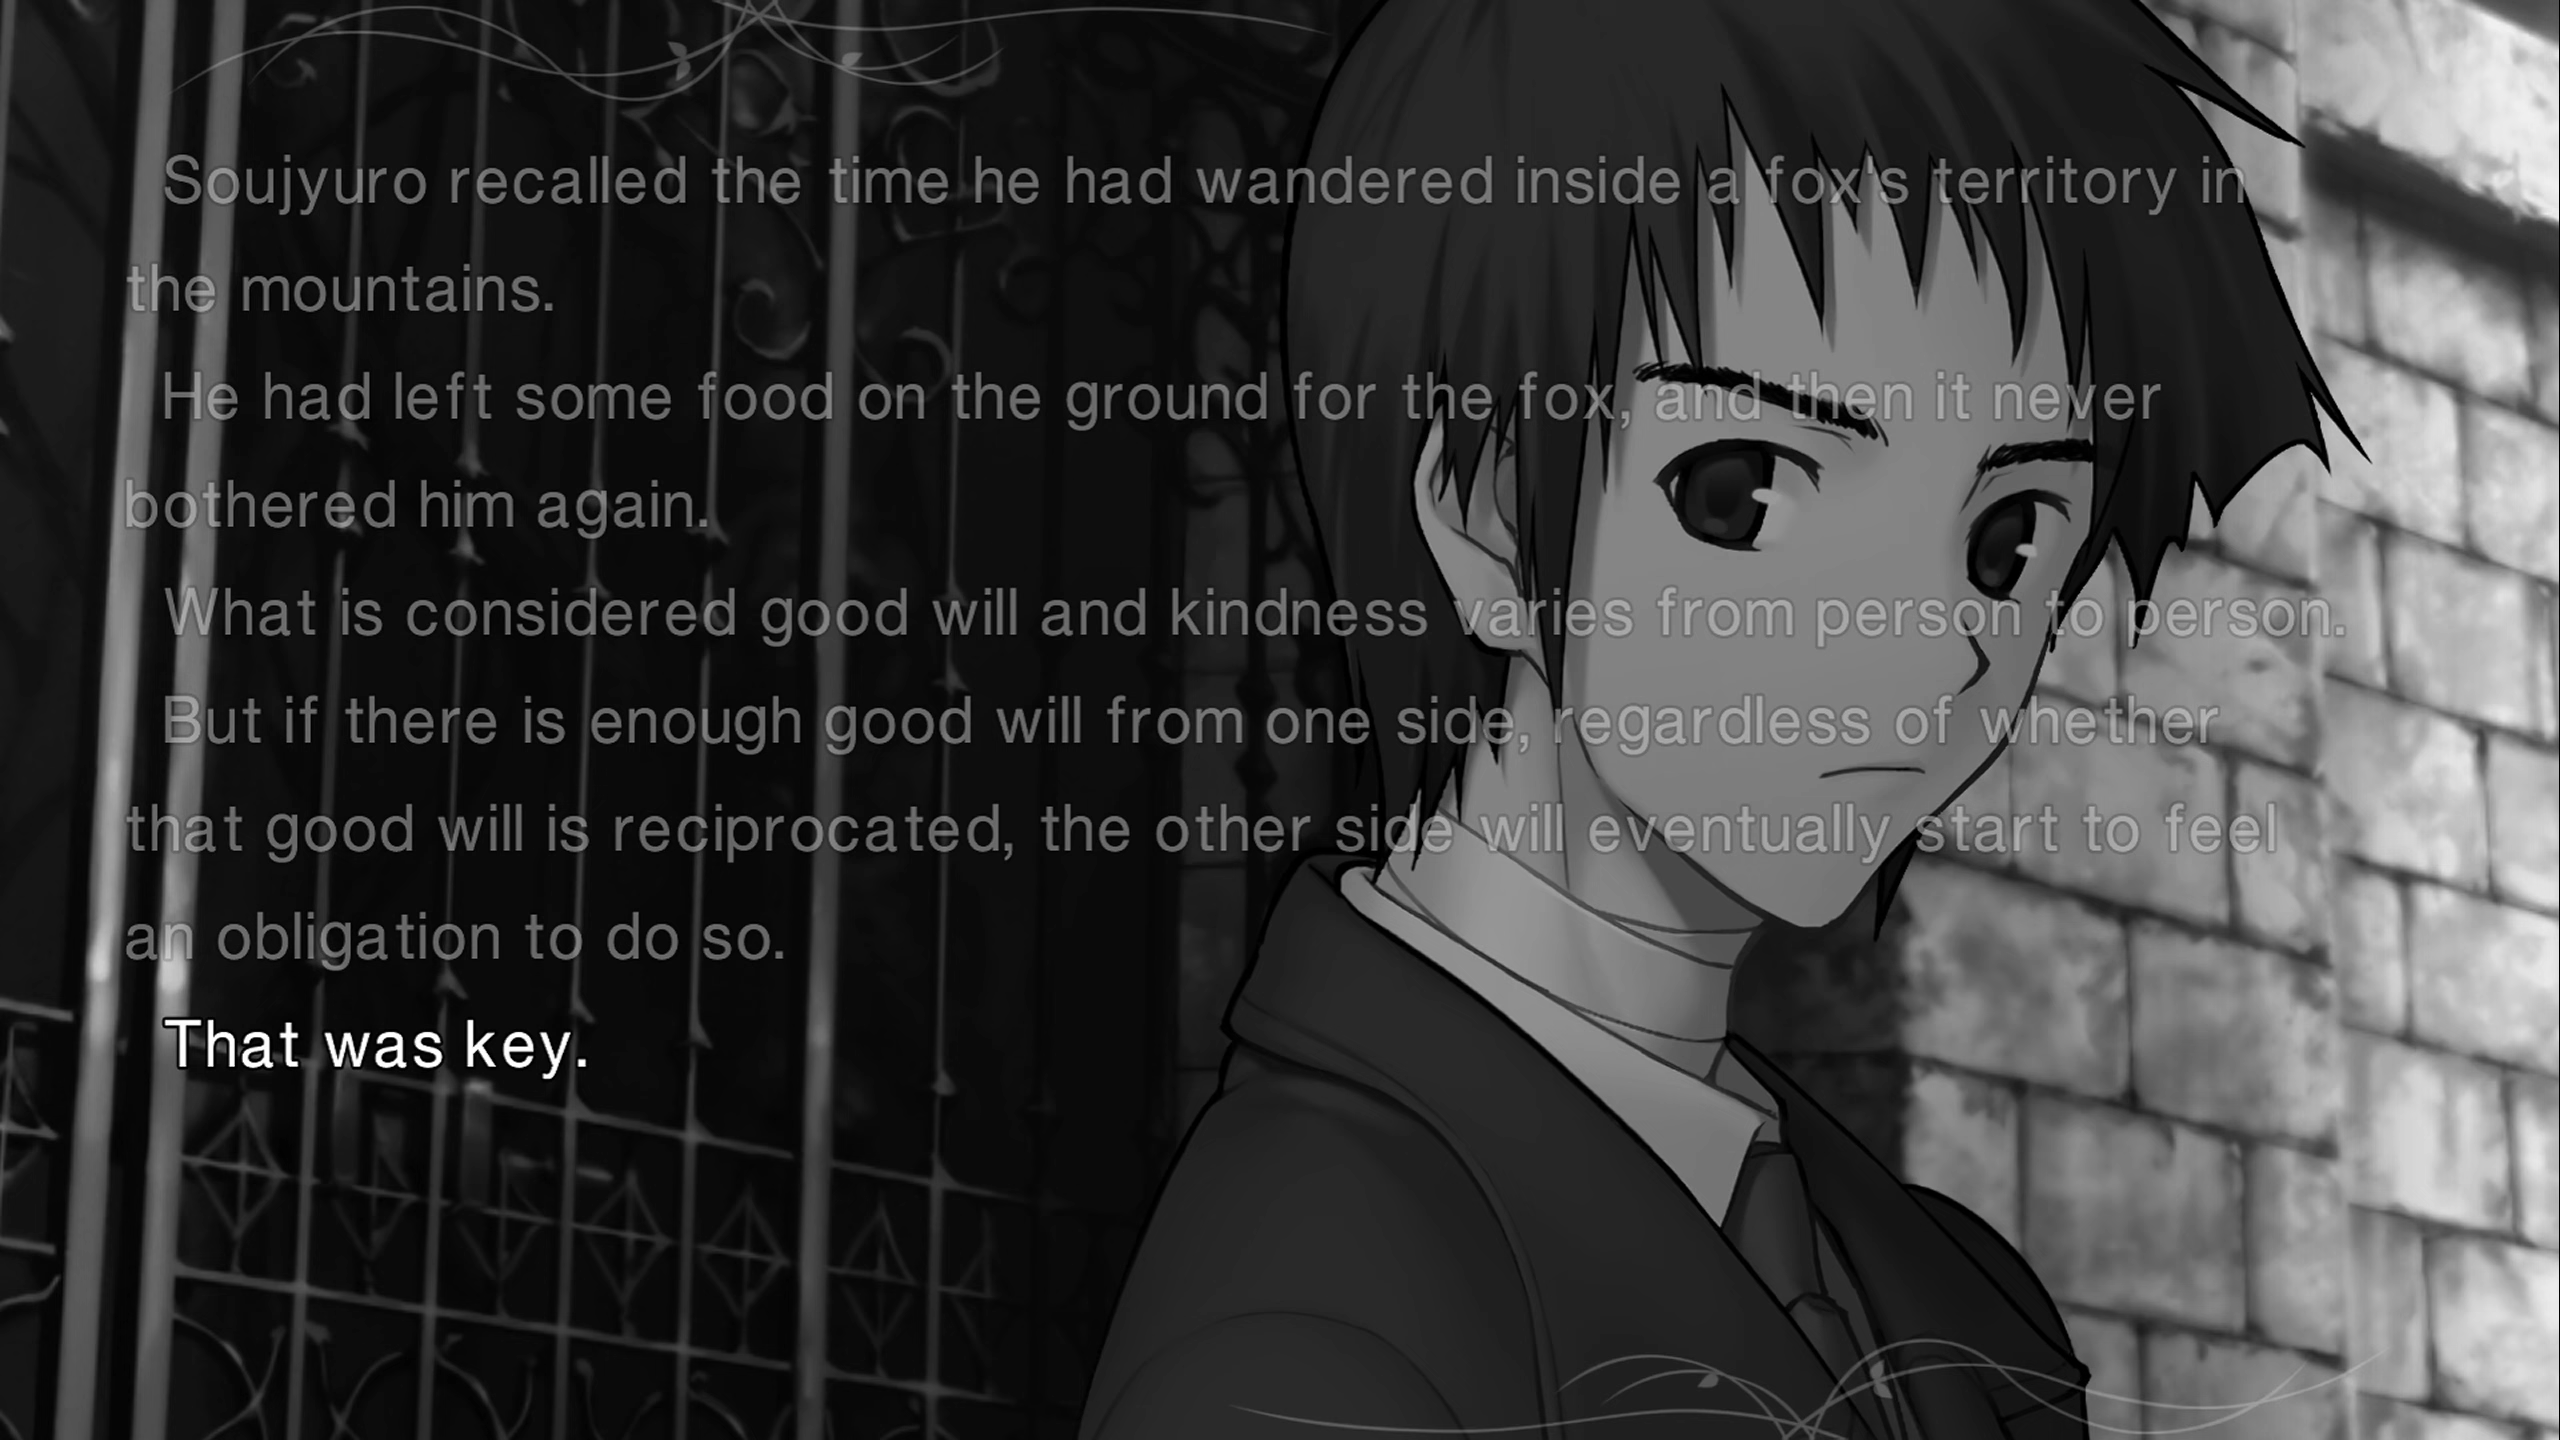 Soujyuro recalled the time he had wandered inside a fox's territory in
the mountains.
He had left some food on the ground for the fox, and then it never
bothered him again.
What is considered good will and kindness varies from person to person.
But if there is enough good will from one side, regardless of whether
that good will is reciprocated, the other side will eventually start to feel
an obligation to do so.
That was key.